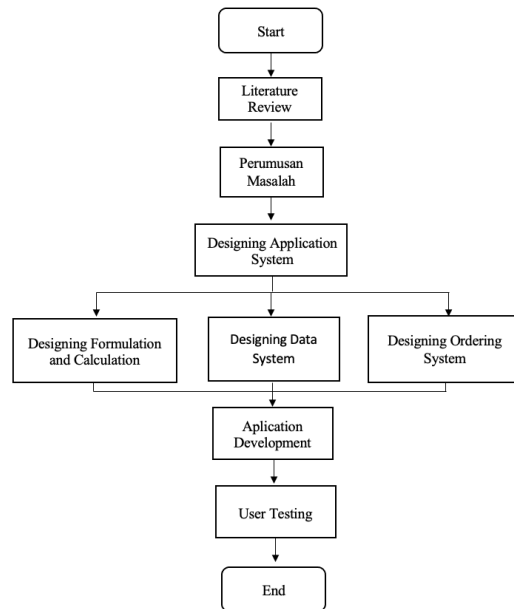 Start
Literature
Review
Perumusan
Masalah
Designing Application
System
Designing Formulation
and Calculation
Designing Data
System
Designing Ordering
System
Aplication
Development
User Testing
End